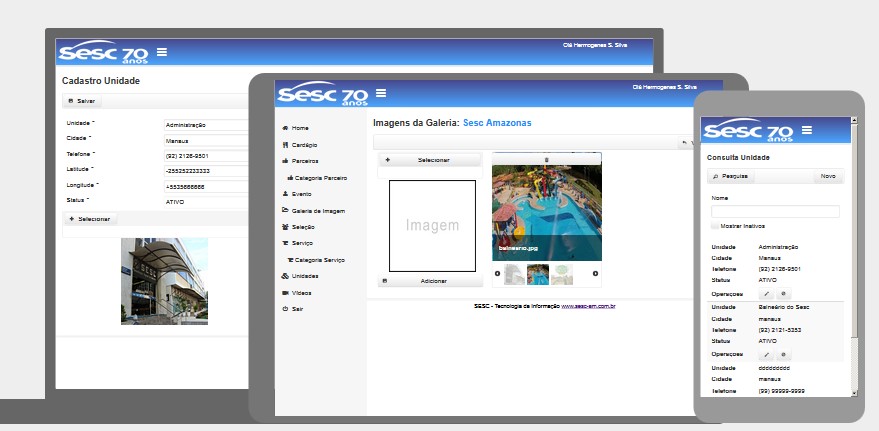 Sesc 70 anos
Olá Hermogenes S. Silva
Cadastro Unidade
Salvar
Unidade * Administração
Cidade * Manaus
Telefone * (92) 2126-9501
Latitude * -255252233333
Longitude *
Status * ATIVO
Selecionar
Sesc 70 anos
Olá Hermogenes S. Silva
Home
Cardápio
Parceiros
Categoria Parceiro
Evento
Galeria de Imagem
Seleção
Serviço
Categoria Serviço
Unidades
Vídeos
Sair
Imagens da Galeria: Sesc Amazonas
Selecionar
Imagem
Adicionar
balneario.jpg
SESC - Tecnologia da Informação www.sesc-am.com.br
Sesc 70 anos
Consulta Unidade
Pesquisa Novo
Nome
Mostrar Inativos
Unidade Administração
Cidade Manaus
Telefone (92) 2126-9501
Status ATIVO
Operações
Unidade Balneário do Sesc
Cidade manaus
Telefone (92) 2121-5353
Status ATIVO
Operações
Unidade ddddddddd
Cidade manaus
Telefone (99) 99999-9999